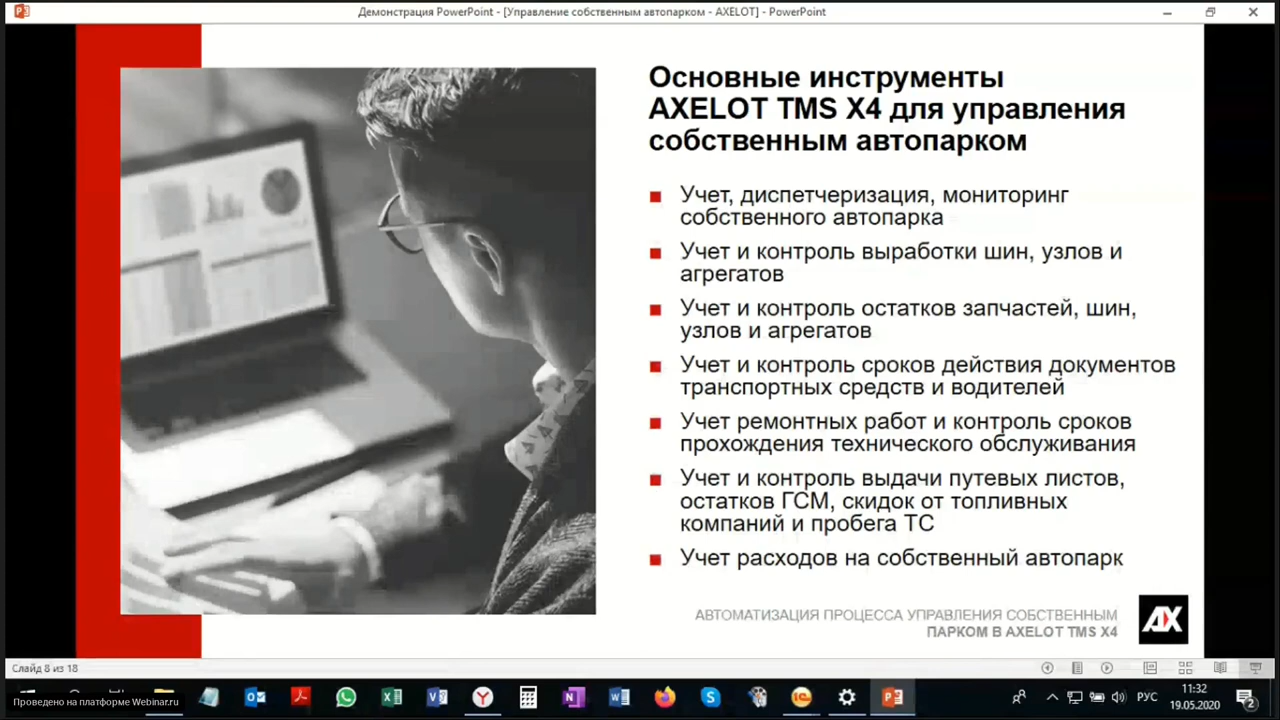 Демонстрация PowerPoint - [Управление собственным автопарком - AXELOT] - PowerPoint
Основные инструменты
AXELOT TMS X4 для управления
собственным автопарком
Учет, диспетчеризация, мониторинг
собственного автопарка
Учет и контроль выработки шин, узлов и
агрегатов
Учет и контроль остатков запчастей, шин,
узлов и агрегатов
Учет и контроль сроков действия документов
транспортных средств и водителей
Учет ремонтных работ и контроль сроков
прохождения технического обслуживания
Учет и контроль выдачи путевых листов,
остатков ГСМ, скидок от топливных
компаний и пробега ТС
Учет расходов на собственный автопарк
АВТОМАТИЗАЦИЯ ПРОЦЕССА УПРАВЛЕНИЯ СОБСТВЕННЫМ
ПАРКОМ В AXELOT TMS X4
AX
Слайд 8 из 18
Проведено на платформе Webinar.ru
РУС
11:32
19.05.2020
2